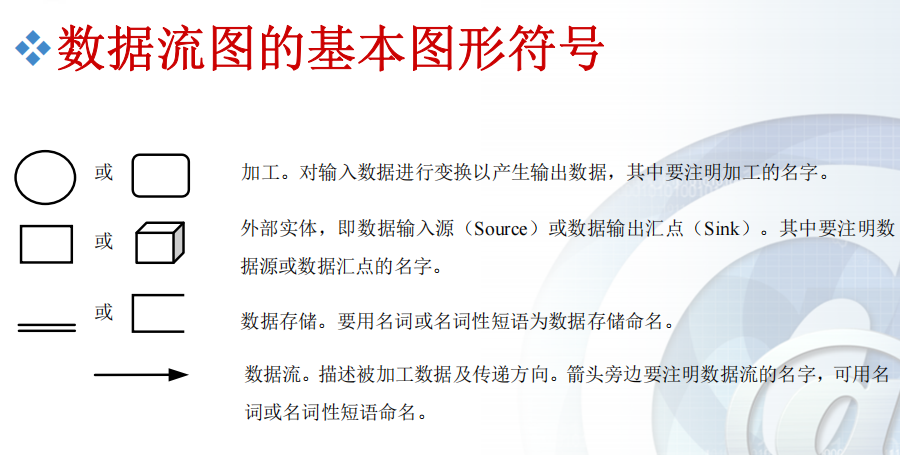 数据流图的基本图形符号
或 加工。对输入数据进行变换以产生输出数据，其中要注明加工的名字。
或 外部实体，即数据输入源（Source）或数据输出汇点（Sink）。其中要注明数
据源或数据汇点的名字。
或 数据存储。要用名词或名词性短语为数据存储命名。
数据流。描述被加工数据及传递方向。箭头旁边要注明数据流的名字，可用名
词或名词性短语命名。